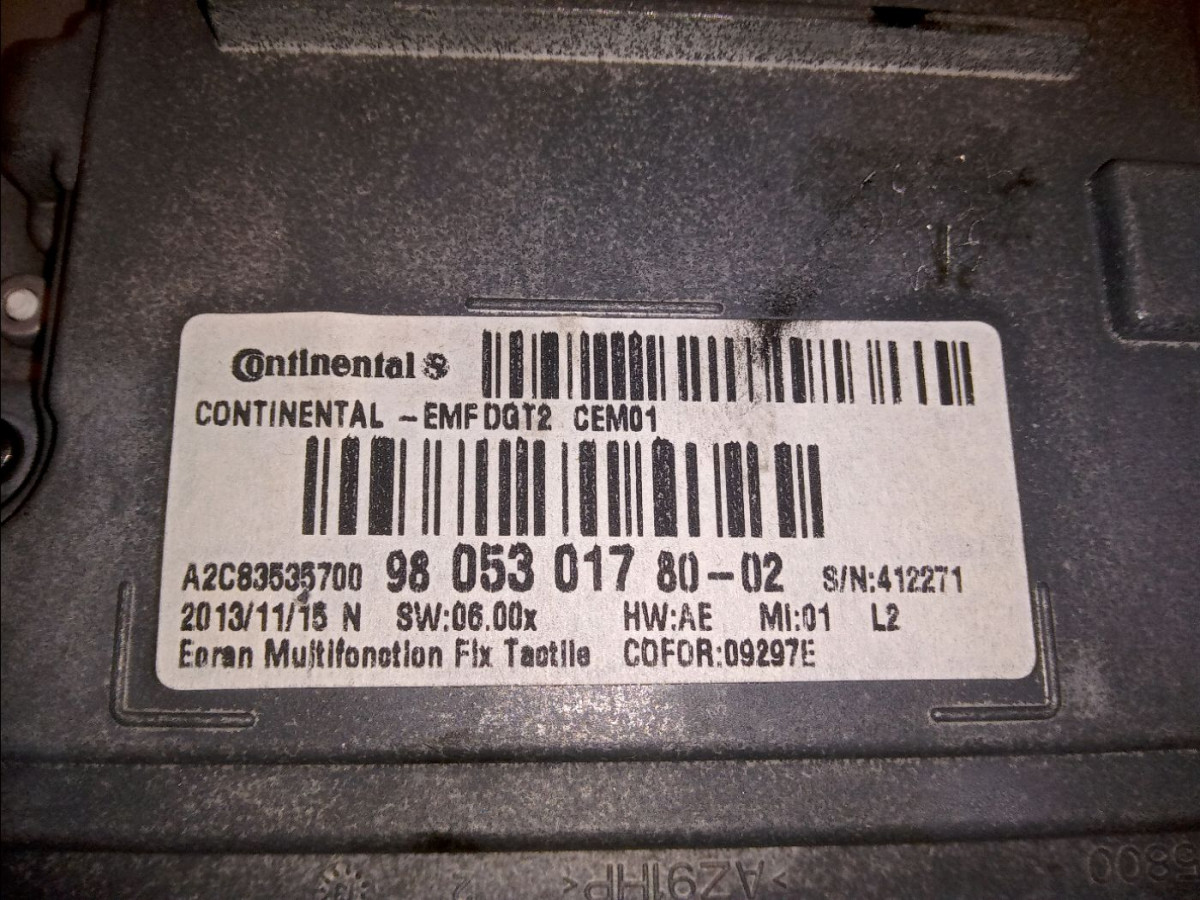 Continental
CONTINENTAL -EMF DGT2 CEM01
A2C83535700 98 053 017 80-02 S/N:412271
2013/11/15 N SW:06.00x HW:AE MI:01 L2
Ecran Multifonction Fix Tactile COFOR:09297E
5800